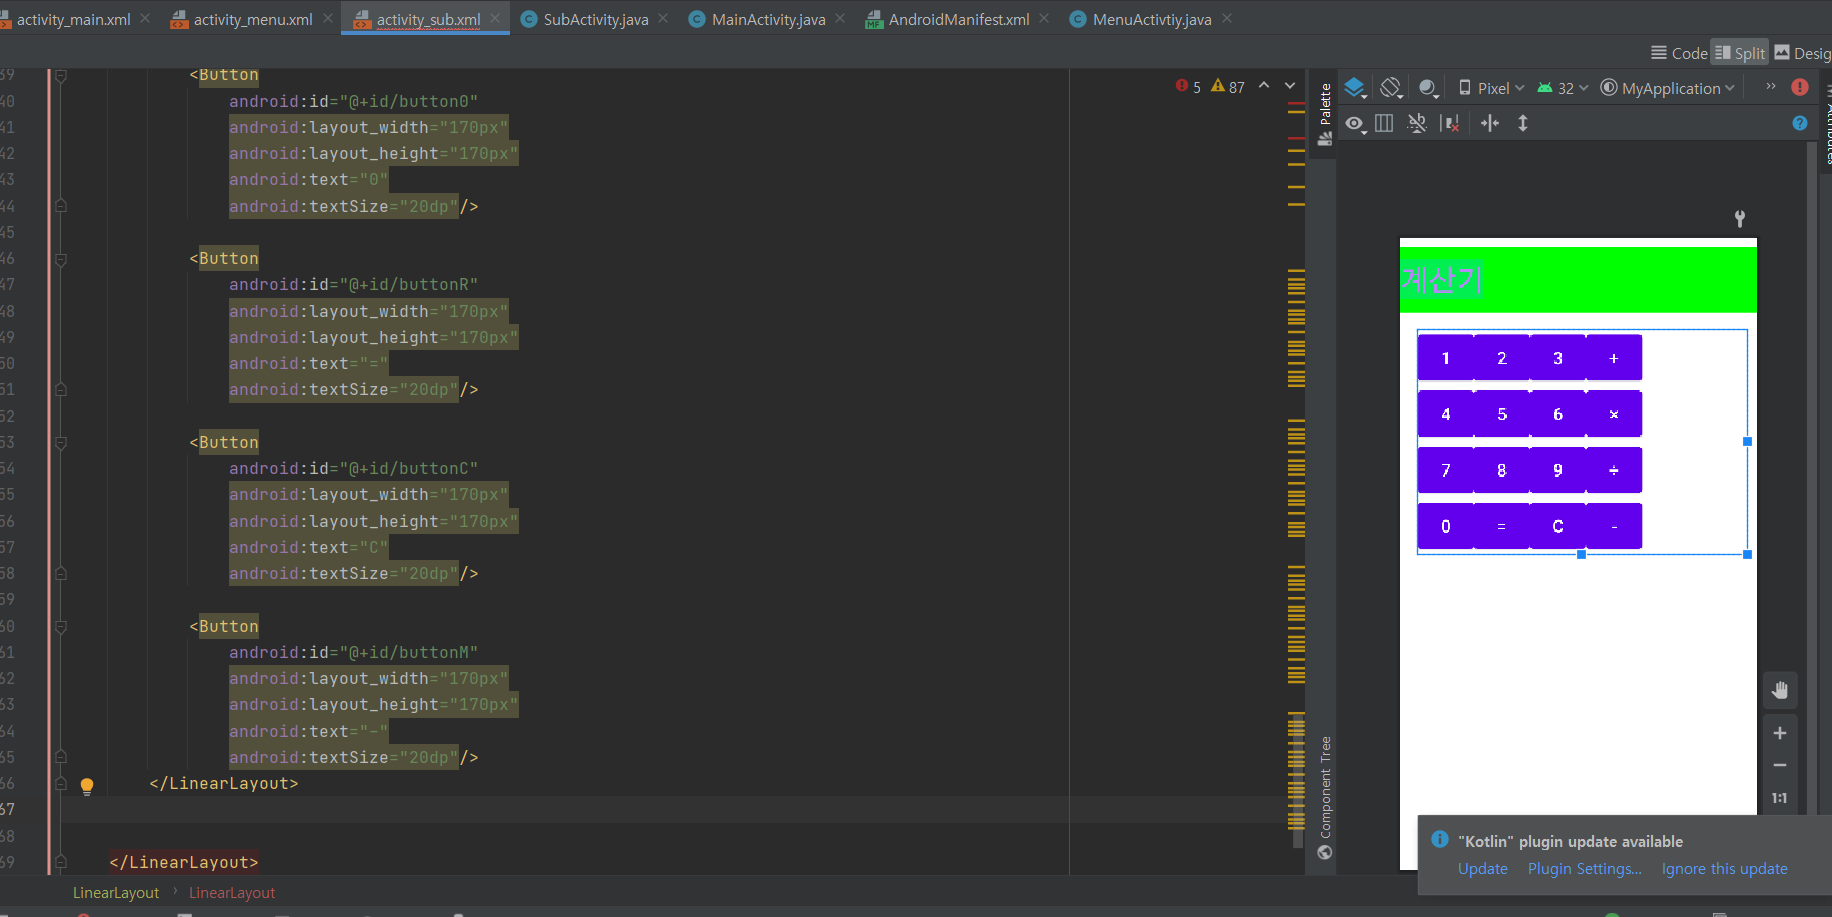 activity_main.xml
activity_menu.xml
activity_sub.xml
SubActivity.java
MainActivity.java
AndroidManifest.xml
MenuActivtiy.java
Code
Split
Desig
39 <Button
40 android:id="@+id/button0"
41 android:layout_width="170px"
42 android:layout_height="170px"
43 android:text="0"
44 android:textSize="20dp"/>
45
46 <Button
47 android:id="@+id/buttonR"
48 android:layout_width="170px"
49 android:layout_height="170px"
50 android:text="="
51 android:textSize="20dp"/>
52
53 <Button
54 android:id="@+id/buttonC"
55 android:layout_width="170px"
56 android:layout_height="170px"
57 android:text="C"
58 android:textSize="20dp"/>
59
60 <Button
61 android:id="@+id/buttonM"
62 android:layout_width="170px"
63 android:layout_height="170px"
64 android:text="-"
65 android:textSize="20dp"/>
66 </LinearLayout>
67
68
69 </LinearLayout>
LinearLayout > LinearLayout
5 87
Palette
Component Tree
Pixel
32
MyApplication
Attributes
계산기
1 2 3 +
4 5 6 ×
7 8 9 ÷
0 = C -
+
−
1:1
"Kotlin" plugin update available
Update Plugin Settings... Ignore this update